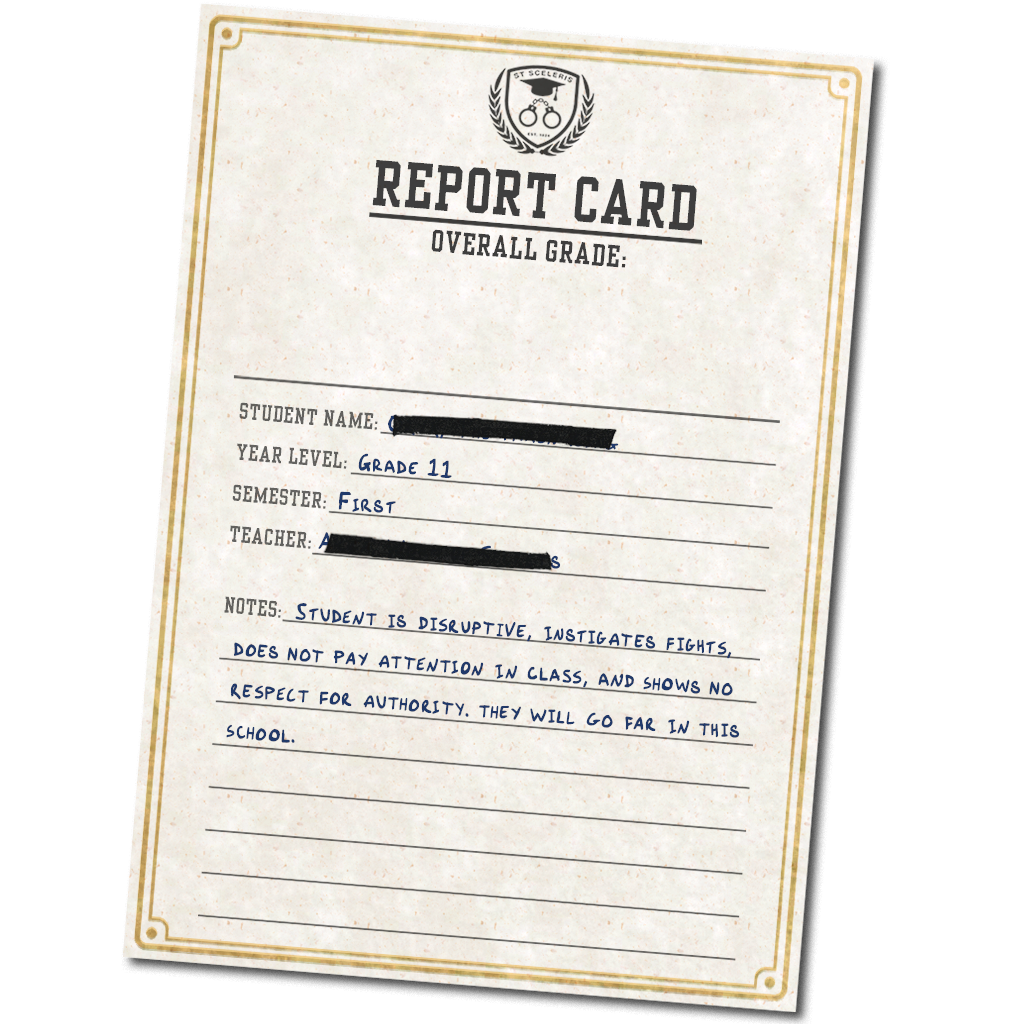 ST SCELERIS
REPORT CARD
OVERALL GRADE:
STUDENT NAME:
YEAR LEVEL: GRADE 11
SEMESTER: FIRST
TEACHER:
NOTES: STUDENT IS DISRUPTIVE, INSTIGATES FIGHTS,
DOES NOT PAY ATTENTION IN CLASS, AND SHOWS NO
RESPECT FOR AUTHORITY. THEY WILL GO FAR IN THIS
SCHOOL.